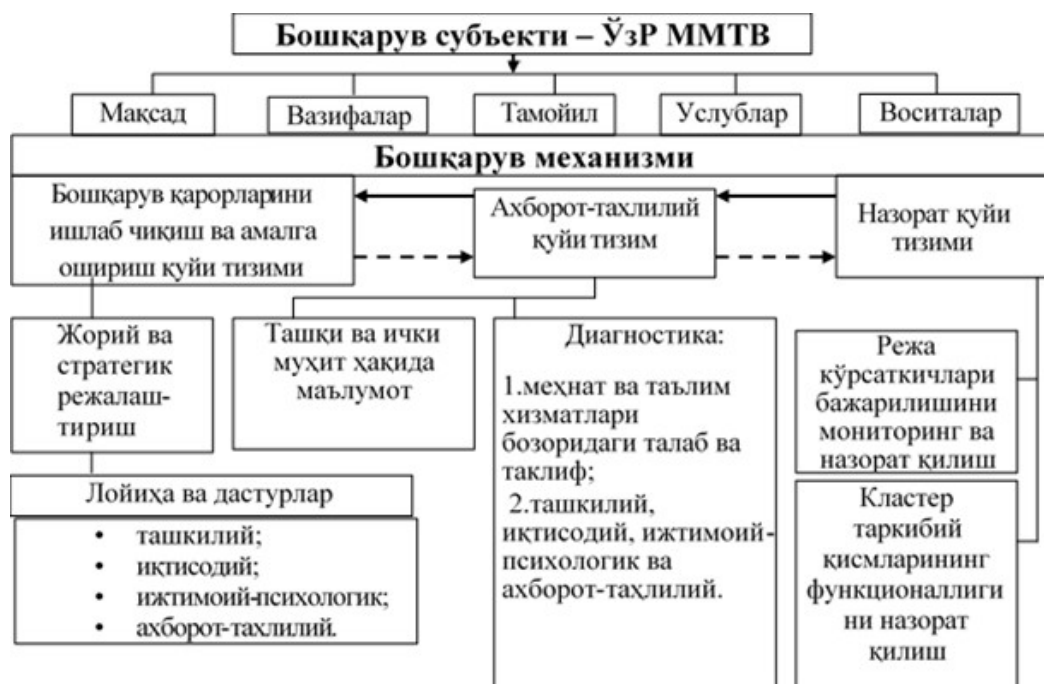 Бошқарув субъекти – ЎзР ММТВ
Мақсад
Вазифалар
Тамойил
Услублар
Воситалар
Бошқарув механизми
Бошқарув қарорларини
ишлаб чиқиш ва амалга
ошириш қуйи тизими
Ахборот-тахлилий
қуйи тизим
Назорат қуйи
тизими
Жорий ва
стратегик
режалаш-
тириш
Ташқи ва ички
муҳит ҳақида
маълумот
Диагностика:
1.меҳнат ва таълим
хизматлари
бозоридаги талаб ва
таклиф;
2.ташкилий,
иқтисодий, ижтимоий-
психологик ва
ахборот-таҳлилий.
Режа
кўрсаткичлари
бажарилишини
мониторинг ва
назорат қилиш
Лойиҳа ва дастурлар
• ташкилий;
• иқтисодий;
• ижтимоий-психологик;
• ахборот-тахлилий.
Кластер
таркибий
қисмларининг
функционаллиги
ни назорат
қилиш